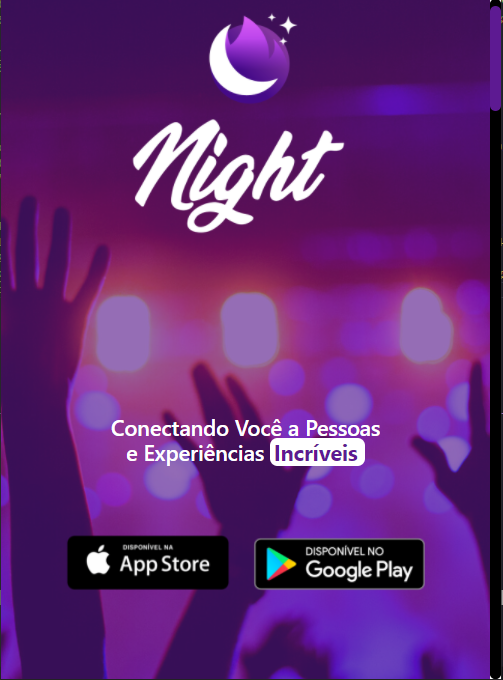 Night
Conectando Você a Pessoas
e Experiências Incríveis
DISPONÍVEL NA
App Store
DISPONÍVEL NO
Google Play